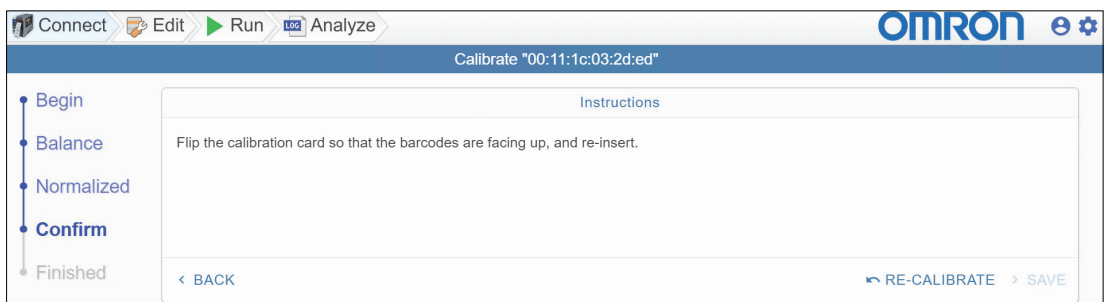 Connect Edit Run LOG Analyze OMRON
Calibrate "00:11:1c:03:2d:ed"
Begin
Balance
Normalized
Confirm
Finished
Instructions
Flip the calibration card so that the barcodes are facing up, and re-insert.
< BACK RE-CALIBRATE > SAVE